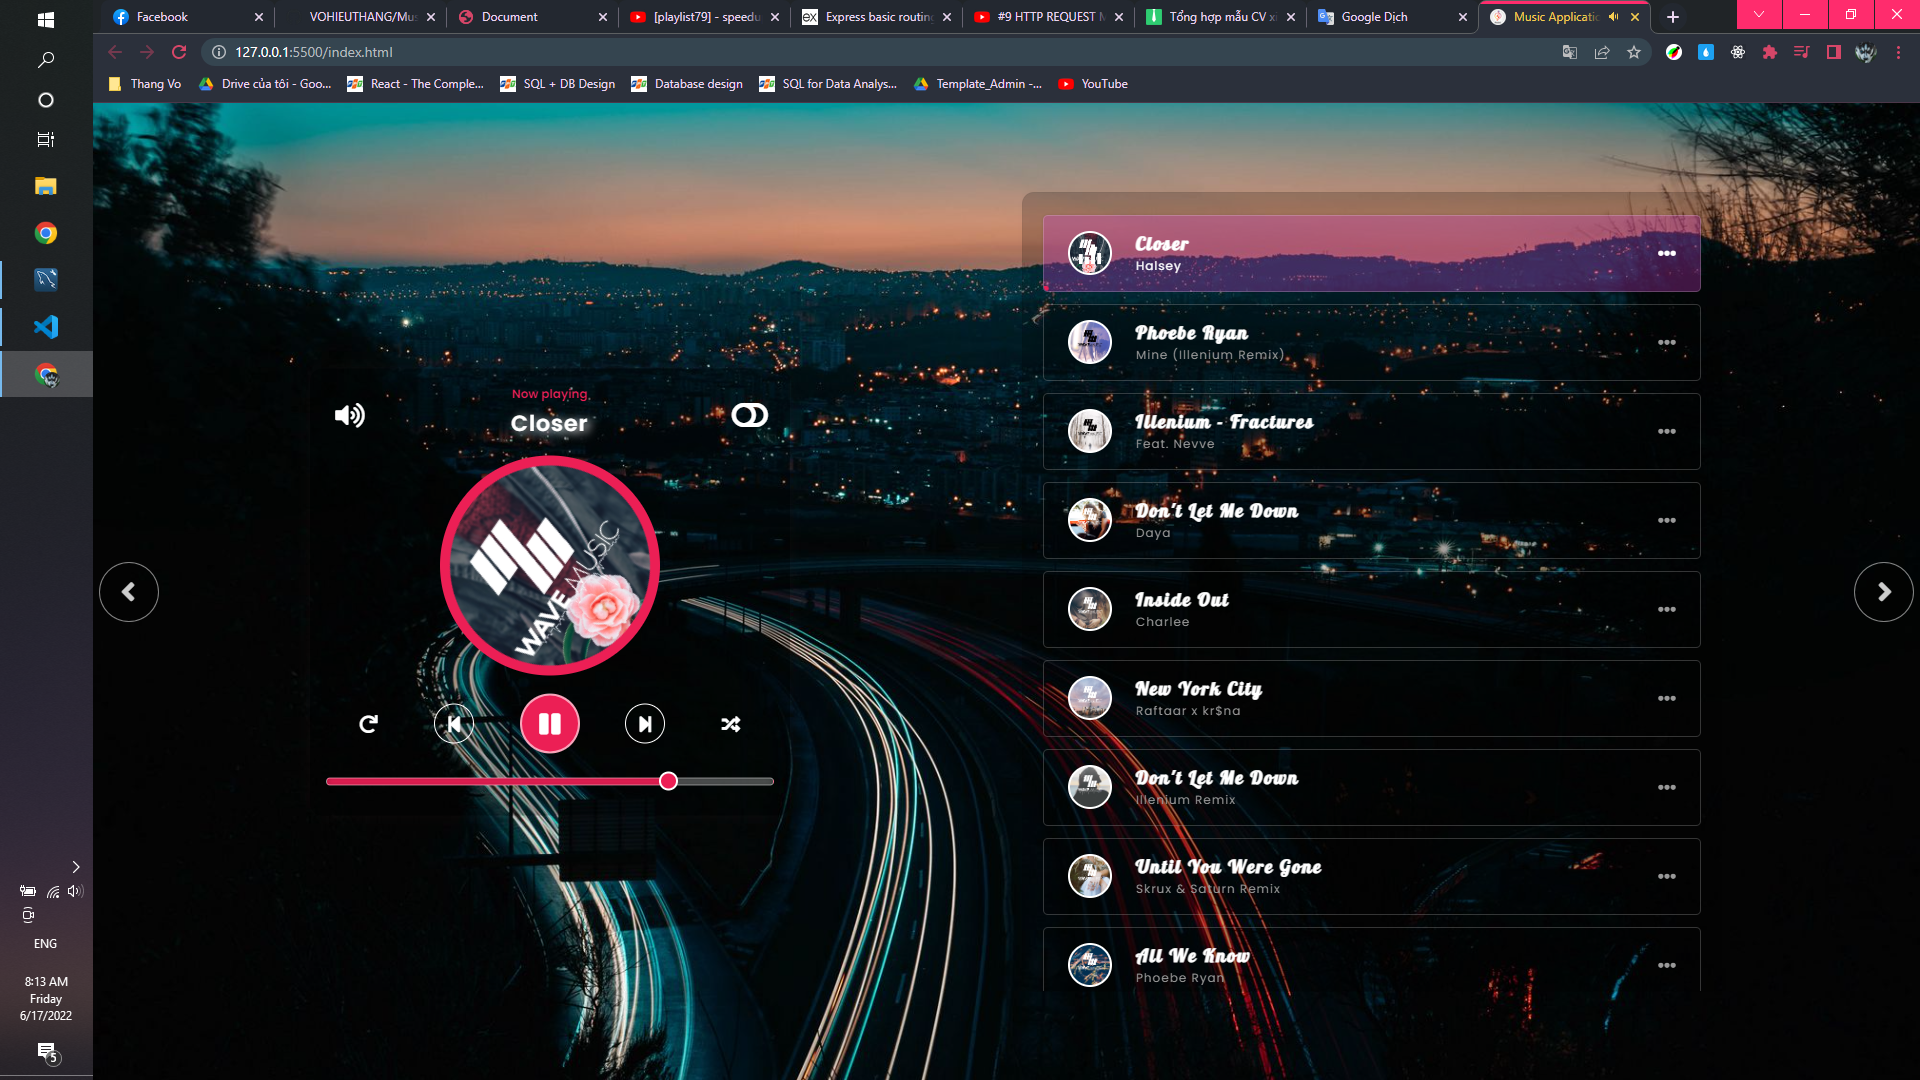 Facebook
VOHIEUTHANG/Mus
Document
[playlist79] - speedu
Express basic routing
#9 HTTP REQUEST M
Tổng hợp mẫu CV xi
Google Dịch
Music Applicatio
127.0.0.1:5500/index.html
Thang Vo
Drive của tôi - Goo...
React - The Comple...
SQL + DB Design
Database design
SQL for Data Analys...
Template_Admin -...
YouTube
Now playing
Closer
WAVE MUSIC
Closer
Halsey
Phoebe Ryan
Mine (Illenium Remix)
Illenium - Fractures
Feat. Nevve
Don't Let Me Down
Daya
Inside Out
Charlee
New York City
Raftaar x kr$na
Don't Let Me Down
Illenium Remix
Until You Were Gone
Skrux & Saturn Remix
All We Know
Phoebe Ryan
ENG
8:13 AM
Friday
6/17/2022
5